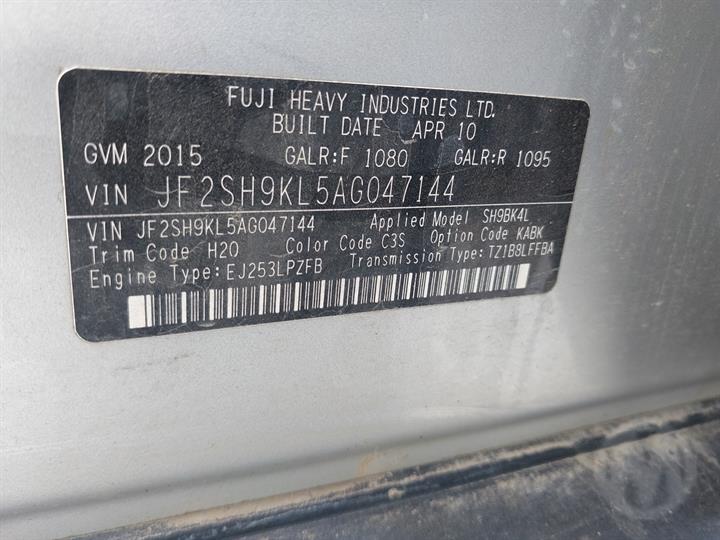 FUJI HEAVY INDUSTRIES LTD.
BUILT DATE APR 10
GVM 2015 GALR:F 1080 GALR:R 1095
VIN JF2SH9KL5AG047144
VIN JF2SH9KL5AG047144 Applied Model SH9BK4L
Trim Code H20 Color Code C3S Option Code KABK
Engine Type: EJ253LPZFB Transmission Type: TZ1B8LFFBA